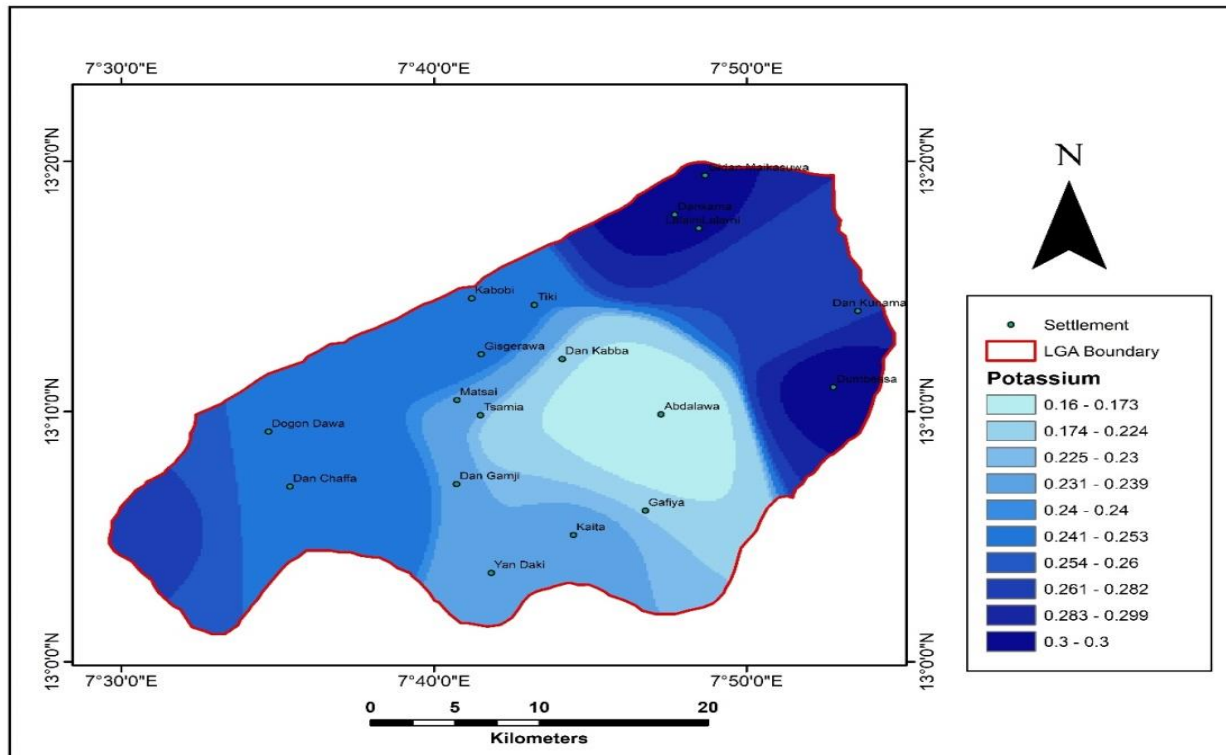 7°30'0"E
7°40'0"E
7°50'0"E
13°20'0"N
13°20'0"N
N
Maikasuwa
Dankama
Dan Kunama
Kabobi
Tiki
Gisgerawa
Dan Kabba
Matsai
Tsamia
Abdalawa
13°10'0"N
13°10'0"N
Dogon Dawa
Dan Chaffa
Dan Gamji
Gafiya
Kaita
Yan Daki
13°0'0"N
13°0'0"N
7°30'0"E
7°40'0"E
7°50'0"E
0 5 10 20
Kilometers
Settlement
LGA Boundary
Potassium
0.16 - 0.173
0.174 - 0.224
0.225 - 0.23
0.231 - 0.239
0.24 - 0.24
0.241 - 0.253
0.254 - 0.26
0.261 - 0.282
0.283 - 0.299
0.3 - 0.3